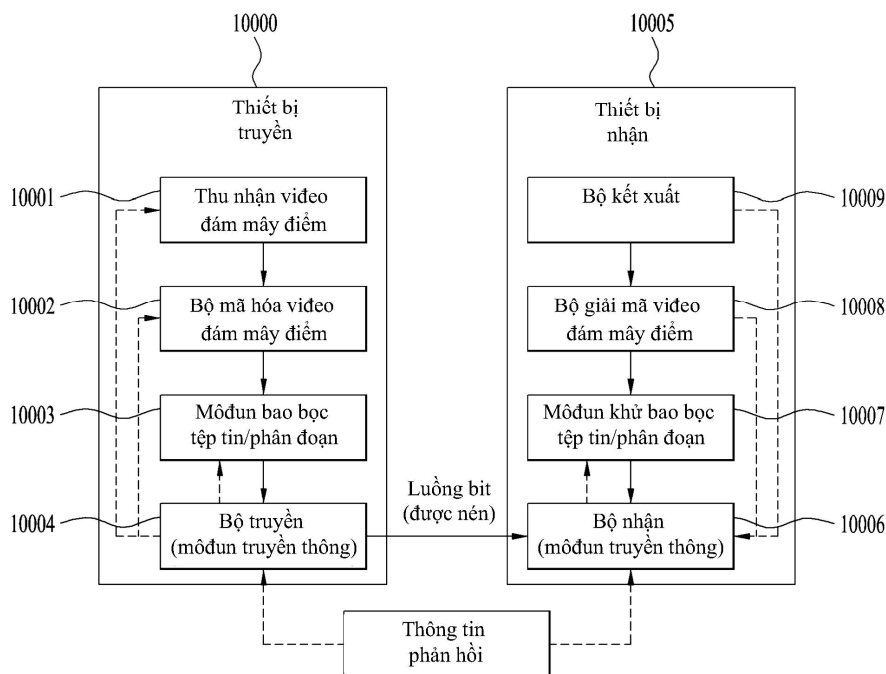 10000
10005
Thiết bị
truyền
Thiết bị
nhận
10001
Thu nhận viđeo
đám mây điểm
Bộ kết xuất
10009
10002
Bộ mã hóa viđeo
đám mây điểm
Bộ giải mã viđeo
đám mây điểm
10008
10003
Môđun bao bọc
tệp tin/phân đoạn
Môđun khử bao bọc
tệp tin/phân đoạn
10007
10004
Bộ truyền
(môđun truyền thông)
Luồng bit
(được nén)
Bộ nhận
(môđun truyền thông)
10006
Thông tin
phản hồi